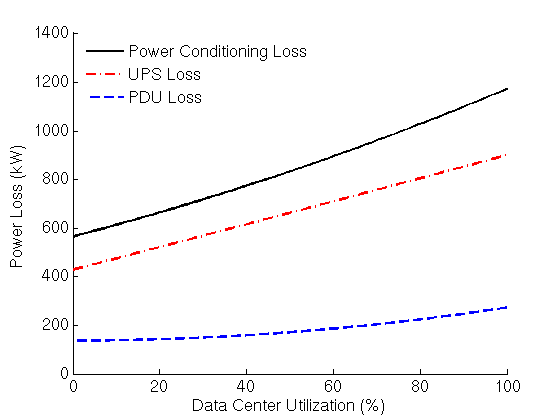 1400
1200
1000
800
600
400
200
0
Power Loss (kW)
Power Conditioning Loss
UPS Loss
PDU Loss
0 20 40 60 80 100
Data Center Utilization (%)